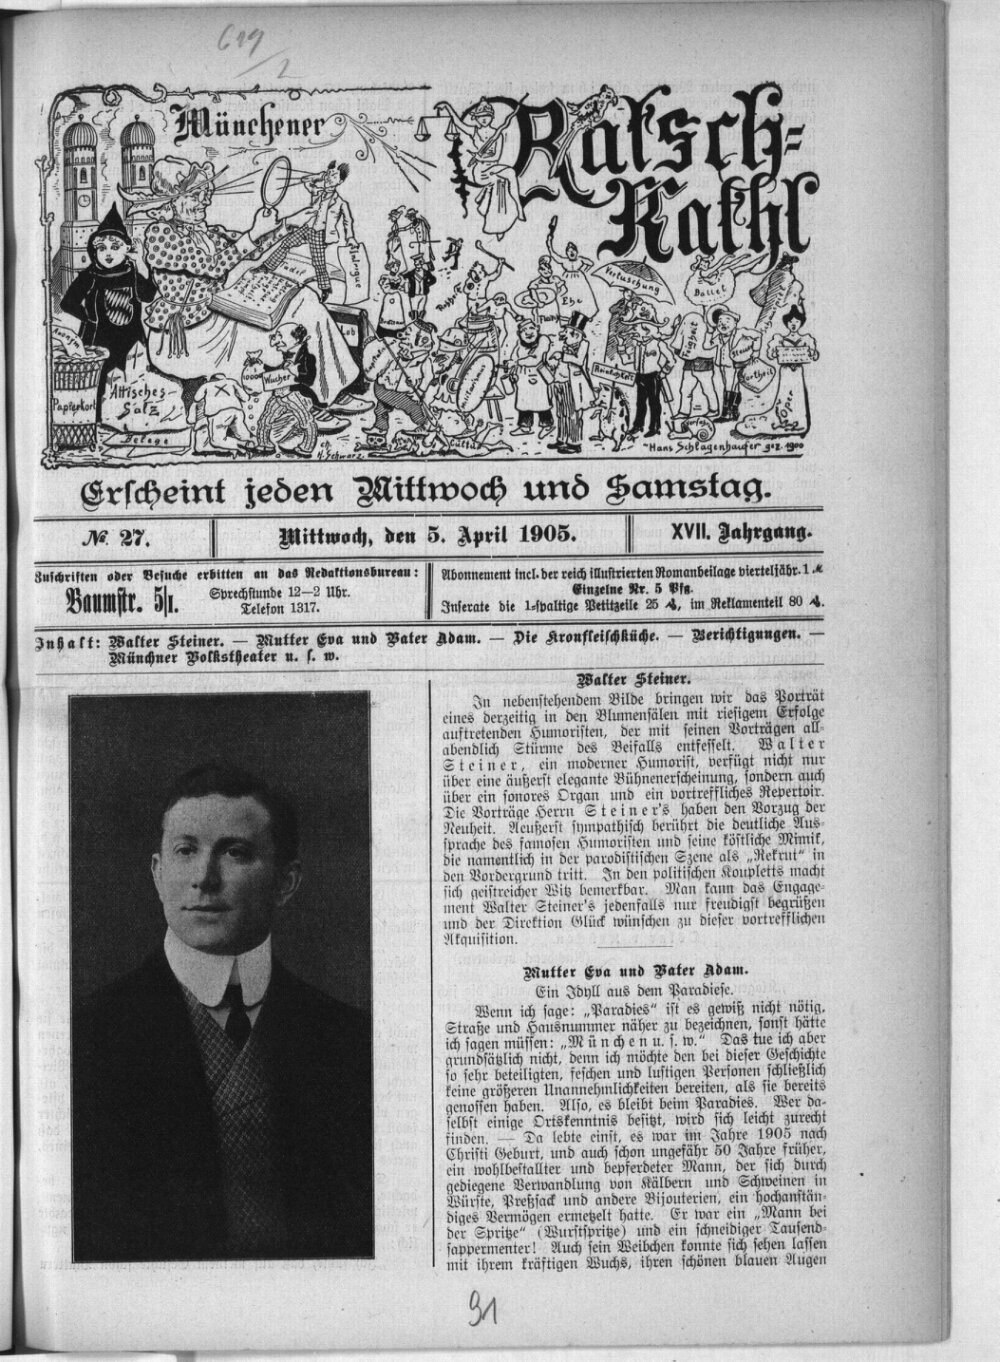 Münchener
Ratsch-
Kathl
Attisches
Salz
Papierkorb
Belege
Wucher
Lob
Ehe
Vertuschung
Ballet
Cultur
Oper
Hans Schlagenhaufer gez. 1900
Erscheint jeden Mittwoch und Samstag.
№ 27.
Mittwoch, den 5. April 1905.
XVII. Jahrgang.
Zuschriften oder Besuche erbitten an das Redaktionsbureau:
Baumstr. 5/I.
Sprechstunde 12—2 Uhr.
Telefon 1317.
Abonnement incl. der reich illustrierten Romanbeilage vierteljähr. 1 ℳ
Einzelne Nr. 5 Pfg.
Inserate die 1-spaltige Petitzeile 25 ₰, im Reklamenteil 80 ₰.
Inhalt: Walter Steiner. — Mutter Eva und Vater Adam. — Die Kronfleischküche. — Berichtigungen. —
Münchner Volkstheater u. s. w.
Walter Steiner.
In nebenstehendem Bilde bringen wir das Porträt
eines derzeitig in den Blumensälen mit riesigem Erfolge
auftretenden Humoristen, der mit seinen Vorträgen all-
abendlich Stürme des Beifalls entfesselt. Walter
Steiner, ein moderner Humorist, verfügt nicht nur
über eine äußerst elegante Bühnenerscheinung, sondern auch
über ein sonores Organ und ein vortreffliches Repertoir.
Die Vorträge Herrn Steiner's haben den Vorzug der
Neuheit. Aeußerst sympathisch berührt die deutliche Aus-
sprache des famosen Humoristen und seine köstliche Mimik,
die namentlich in der parodistischen Szene als „Rekrut" in
den Vordergrund tritt. In den politischen Koupletts macht
sich geistreicher Witz bemerkbar. Man kann das Engage-
ment Walter Steiner's jedenfalls nur freudigst begrüßen
und der Direktion Glück wünschen zu dieser vortrefflichen
Akquisition.
Mutter Eva und Vater Adam.
Ein Idyll aus dem Paradiese.
Wenn ich sage: „Paradies" ist es gewiß nicht nötig,
Straße und Hausnummer näher zu bezeichnen, sonst hätte
ich sagen müssen: „München u. s. w." Das tue ich aber
grundsätzlich nicht, denn ich möchte den bei dieser Geschichte
so sehr beteiligten, feschen und lustigen Personen schließlich
keine größeren Unannehmlichkeiten bereiten, als sie bereits
genossen haben. Also, es bleibt beim Paradies. Wer da-
selbst einige Ortskenntnis besitzt, wird sich leicht zurecht
finden. — Da lebte einst, es war im Jahre 1905 nach
Christi Geburt, und auch schon ungefähr 50 Jahre früher,
ein wohlbestallter und bepferdeter Mann, der sich durch
gediegene Verwandlung von Kälbern und Schweinen in
Würste, Preßsack und andere Bijouterien, ein hochanstän-
diges Vermögen ermetzelt hatte. Er war ein „Mann bei
der Spritze" (Wurstspritze) und ein schneidiger Tausend-
sappermenter! Auch sein Weibchen konnte sich sehen lassen
mit ihrem kräftigen Wuchs, ihren schönen blauen Augen
91